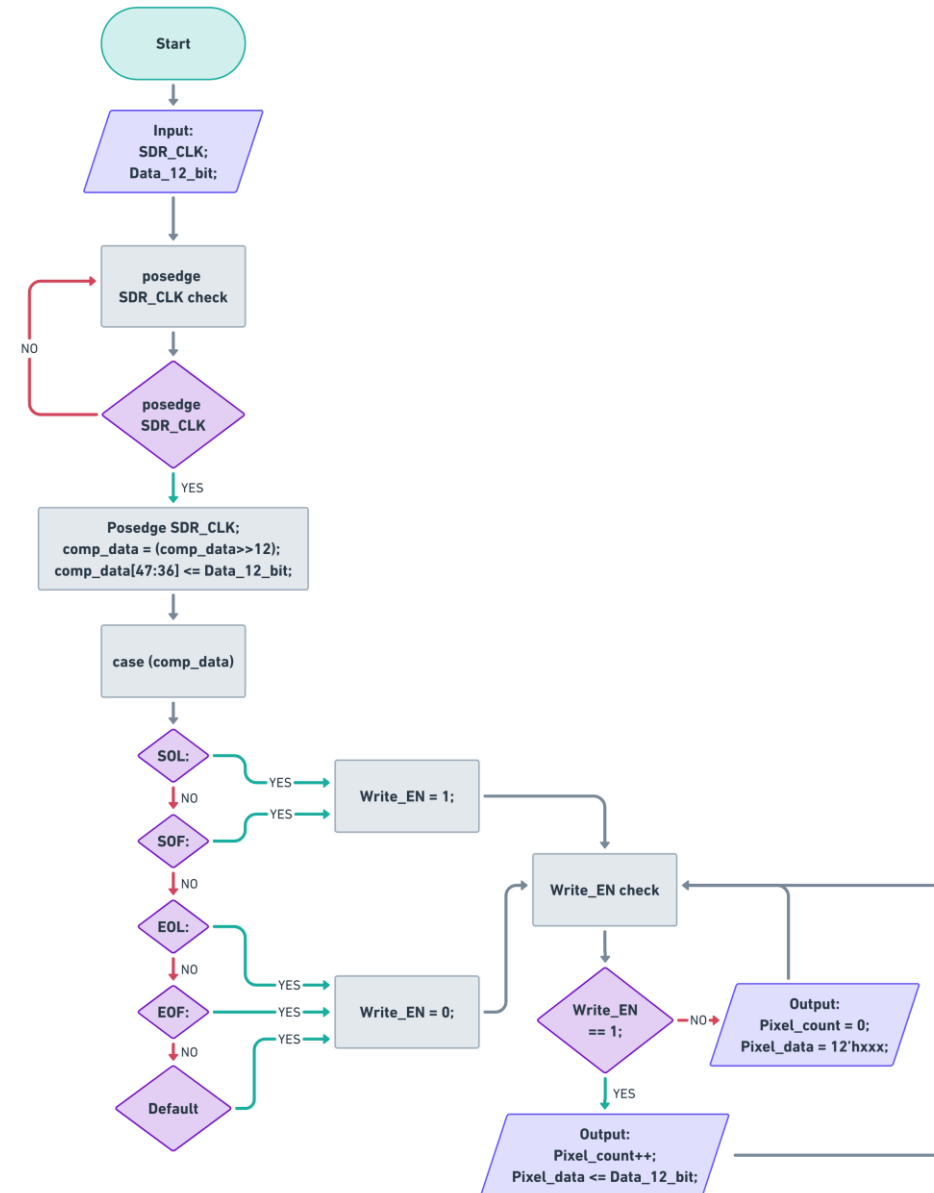 Start
Input:
SDR_CLK;
Data_12_bit;
posedge
SDR_CLK check
NO
posedge
SDR_CLK
YES
Posedge SDR_CLK;
comp_data = (comp_data>>12);
comp_data[47:36] <= Data_12_bit;
case (comp_data)
SOL:
YES
Write_EN = 1;
NO
SOF:
YES
NO
Write_EN check
EOL:
YES
NO
EOF:
YES
Write_EN = 0;
YES
NO
Default
Write_EN
== 1;
NO
Output:
Pixel_count = 0;
Pixel_data = 12'hxxx;
YES
Output:
Pixel_count++;
Pixel_data <= Data_12_bit;